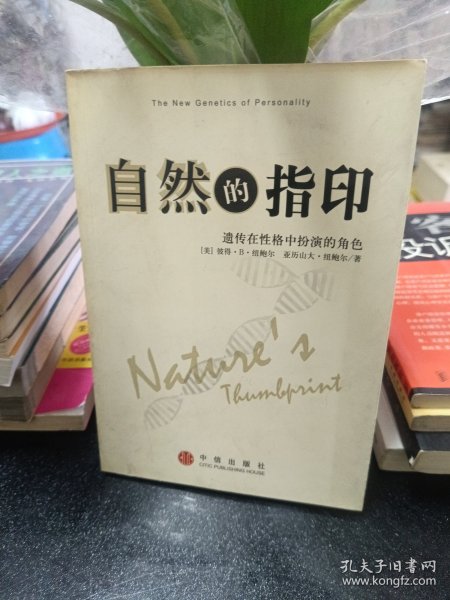 The New Genetics of Personality
自然的指印
遗传在性格中扮演的角色
[美] 彼得·B·纽鲍尔 亚历山大·纽鲍尔/著
Nature's
Thumbprint
中信出版社
CITIC PUBLISHING HOUSE
孔夫子旧书网
www.kongfz.com